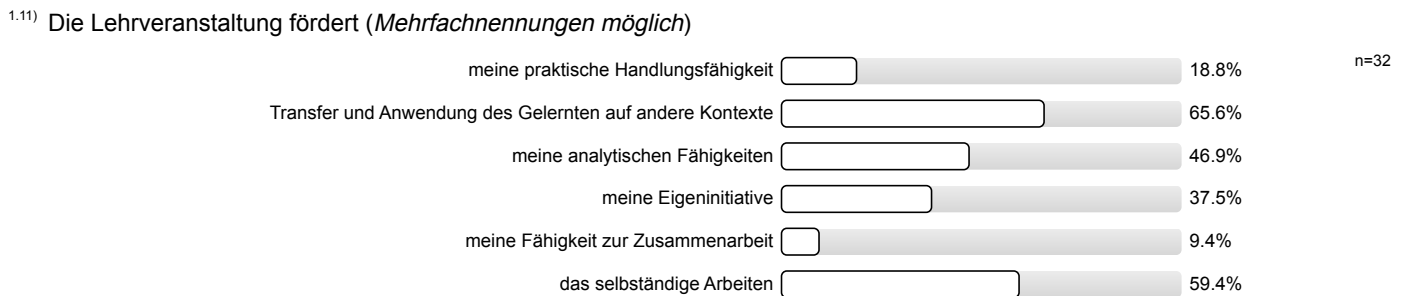 1.11) Die Lehrveranstaltung fördert (Mehrfachnennungen möglich)
meine praktische Handlungsfähigkeit 18.8% n=32
Transfer und Anwendung des Gelernten auf andere Kontexte 65.6%
meine analytischen Fähigkeiten 46.9%
meine Eigeninitiative 37.5%
meine Fähigkeit zur Zusammenarbeit 9.4%
das selbständige Arbeiten 59.4%